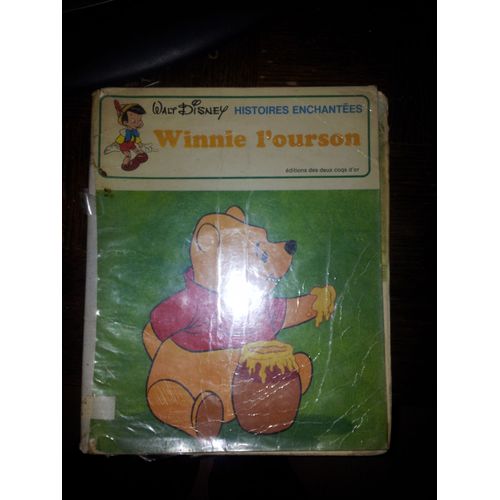 WALT DISNEY HISTOIRES ENCHANTÉES
Winnie l'ourson
éditions des deux coqs d'or